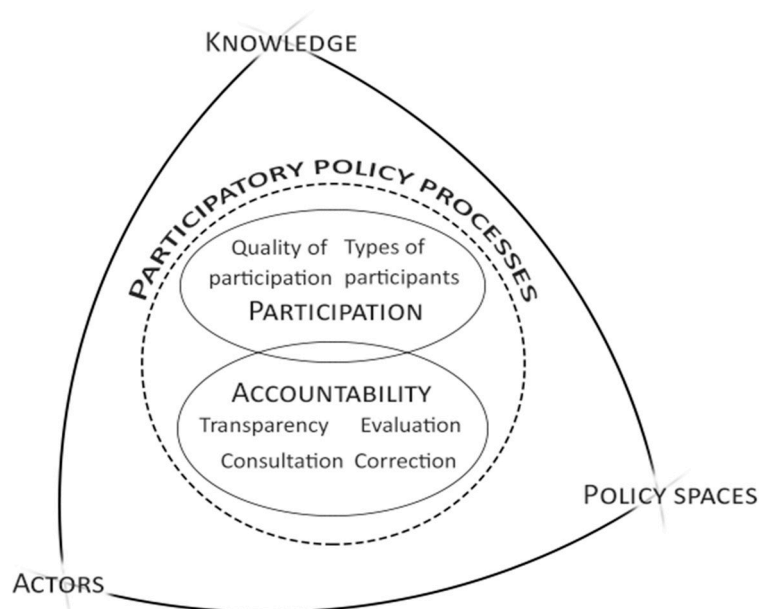 KNOWLEDGE
PARTICIPATORY POLICY PROCESSES
Quality of Types of
participation participants
PARTICIPATION
ACCOUNTABILITY
Transparency Evaluation
Consultation Correction
POLICY SPACES
ACTORS